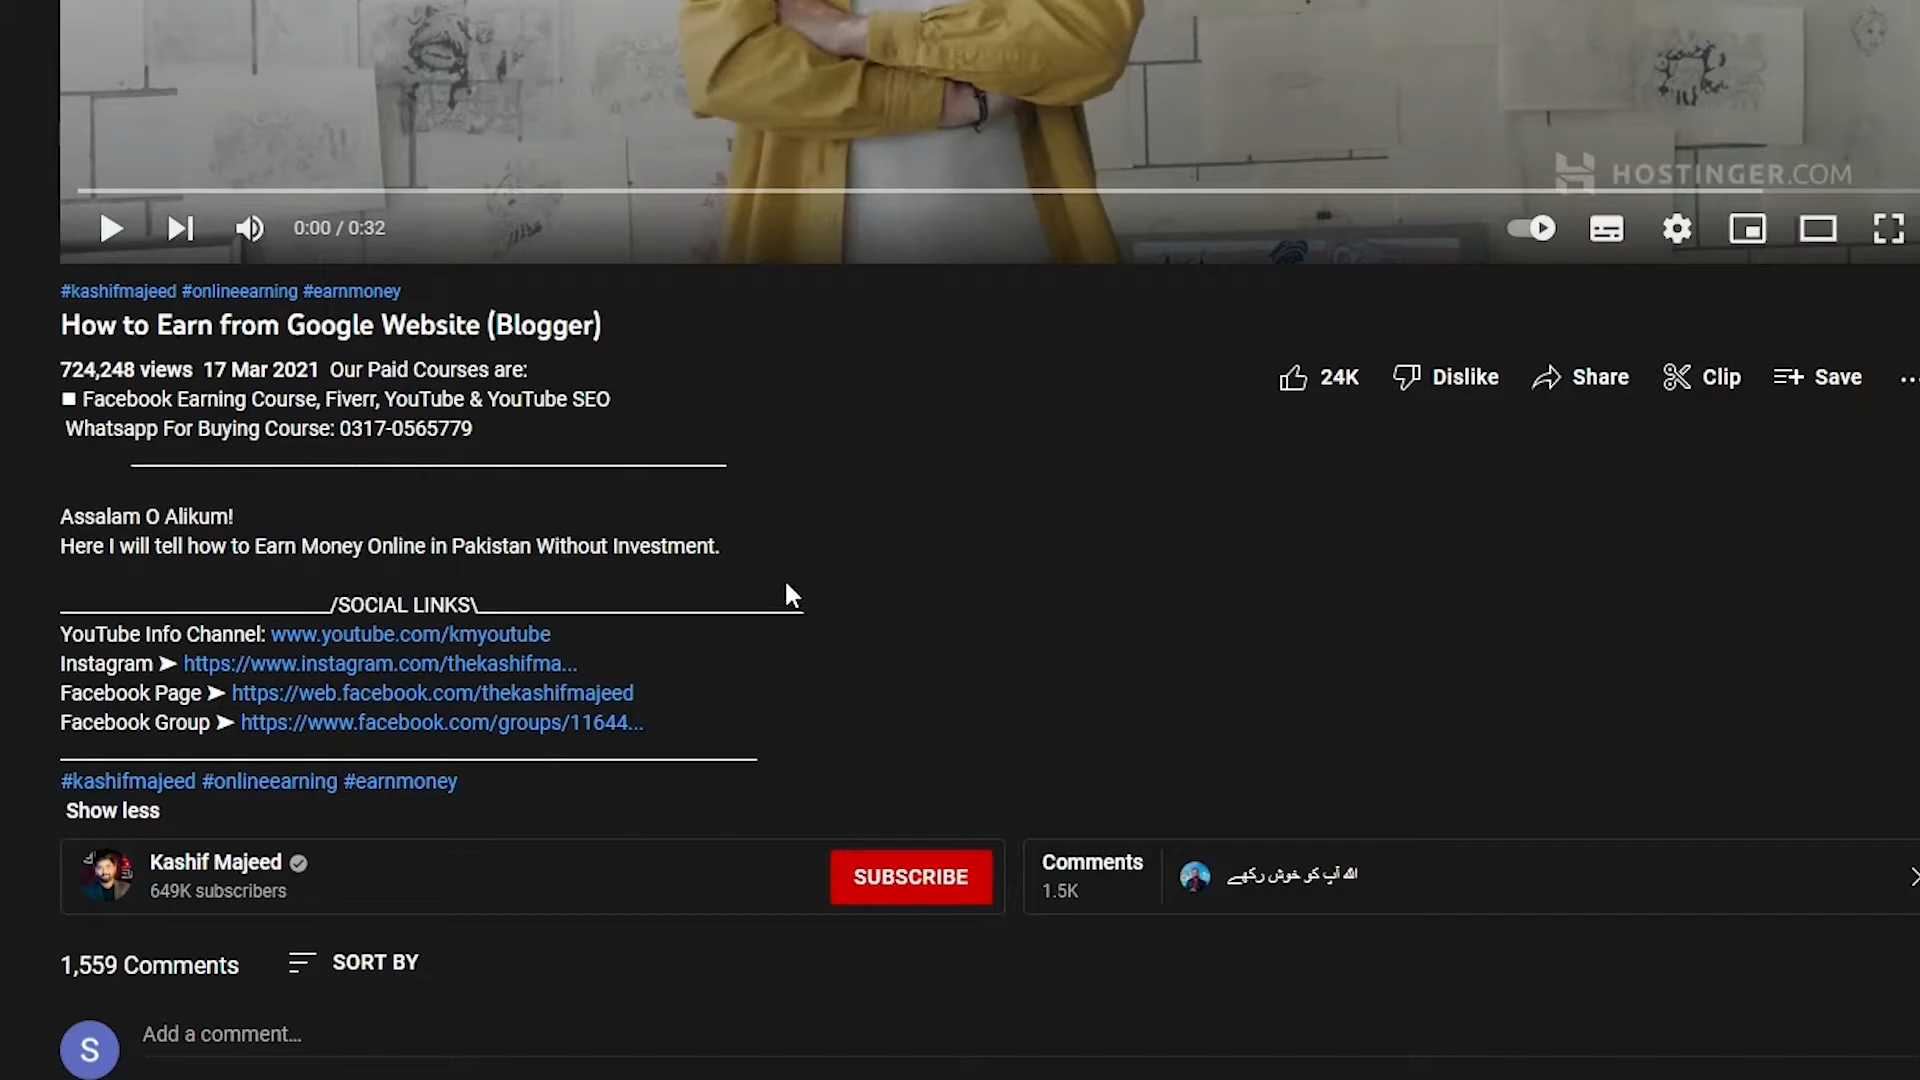 HOSTINGER.COM
0:00 / 0:32
#kashifmajeed #onlineearning #earnmoney
How to Earn from Google Website (Blogger)
724,248 views 17 Mar 2021 Our Paid Courses are:
24K Dislike Share Clip Save
■ Facebook Earning Course, Fiverr, YouTube & YouTube SEO
Whatsapp For Buying Course: 0317-0565779
Assalam O Alikum!
Here I will tell how to Earn Money Online in Pakistan Without Investment.
/SOCIAL LINKS\
YouTube Info Channel: www.youtube.com/kmyoutube
Instagram ➤ https://www.instagram.com/thekashifma...
Facebook Page ➤ https://web.facebook.com/thekashifmajeed
Facebook Group ➤ https://www.facebook.com/groups/11644...
#kashifmajeed #onlineearning #earnmoney
Show less
Kashif Majeed
649K subscribers
SUBSCRIBE
Comments
1.5K
اللہ آپ کو خوش رکھے
1,559 Comments
SORT BY
S
Add a comment...